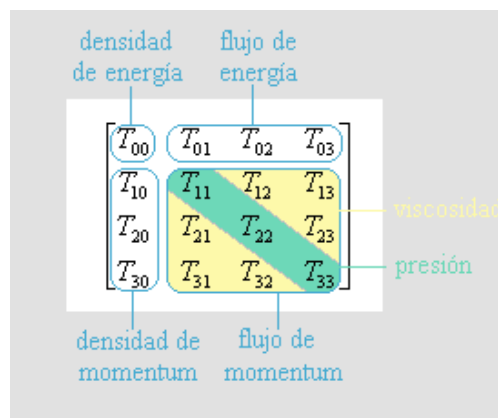 densidad
de energía
flujo de
energía
T00 T01 T02 T03
T10 T11 T12 T13
T20 T21 T22 T23
T30 T31 T32 T33
viscosidad
presión
densidad de
momentum
flujo de
momentum